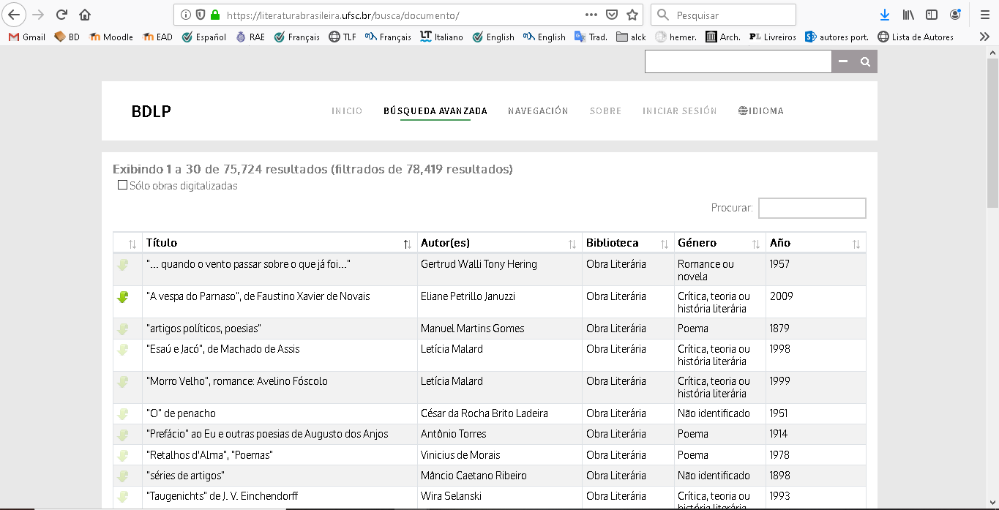 https://literaturabrasileira.ufsc.br/busca/documento/
Pesquisar
Gmail BD Moodle EAD Español RAE Français TLF Français Italiano English English Trad. alck hemer. Arch. Livreiros autores port. Lista de Autores
BDLP INICIO BÚSQUEDA AVANZADA NAVEGACIÓN SOBRE INICIAR SESIÓN IDIOMA
Exibindo 1 a 30 de 75,724 resultados (filtrados de 78,419 resultados)
Sólo obras digitalizadas
Procurar:
Título Autor(es) Biblioteca Género Año
"... quando o vento passar sobre o que já foi..." Gertrud Walli Tony Hering Obra Literária Romance ou 1957
novela
"A vespa do Parnaso", de Faustino Xavier de Novais Eliane Petrillo Januzzi Obra Literária Crítica, teoria ou 2009
história literária
"artigos políticos, poesias" Manuel Martins Gomes Obra Literária Poema 1879
"Esaú e Jacó", de Machado de Assis Letícia Malard Obra Literária Crítica, teoria ou 1998
história literária
"Morro Velho", romance: Avelino Fóscolo Letícia Malard Obra Literária Crítica, teoria ou 1999
história literária
"O" de penacho César da Rocha Brito Ladeira Obra Literária Não identificado 1951
"Prefácio" ao Eu e outras poesias de Augusto dos Anjos Antônio Torres Obra Literária Poema 1914
"Retalhos d'Alma", "Poemas" Vinicius de Morais Obra Literária Poema 1978
"séries de artigos" Mâncio Caetano Ribeiro Obra Literária Não identificado 1898
"Taugenichts" de J. V. Einchendorff Wira Selanski Obra Literária Crítica, teoria ou 1993
história literária